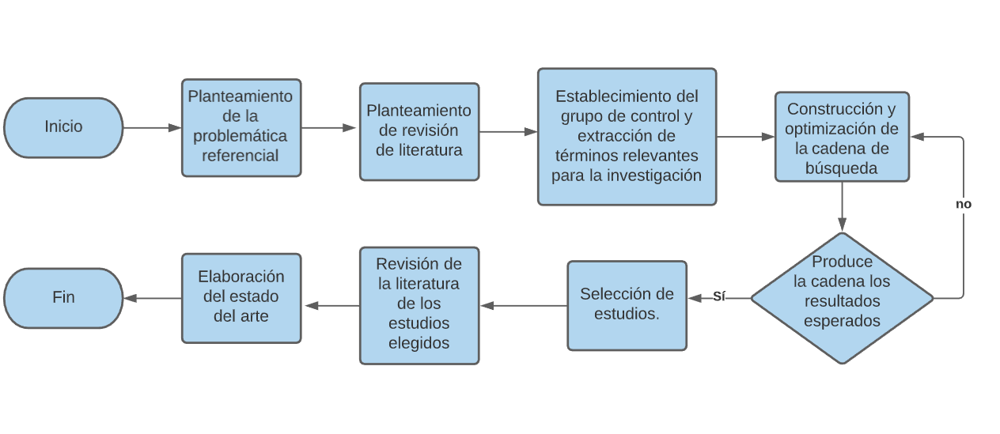 Inicio
Planteamiento
de la
problemática
referencial
Planteamiento
de revisión
de literatura
Establecimiento del
grupo de control y
extracción de
términos relevantes
para la investigación
Construcción y
optimización de
la cadena de
búsqueda
no
Produce
la cadena los
resultados
esperados
Sí
Selección de
estudios.
Revisión de
la literatura
de los
estudios
elegidos
Elaboración
del estado
del arte
Fin